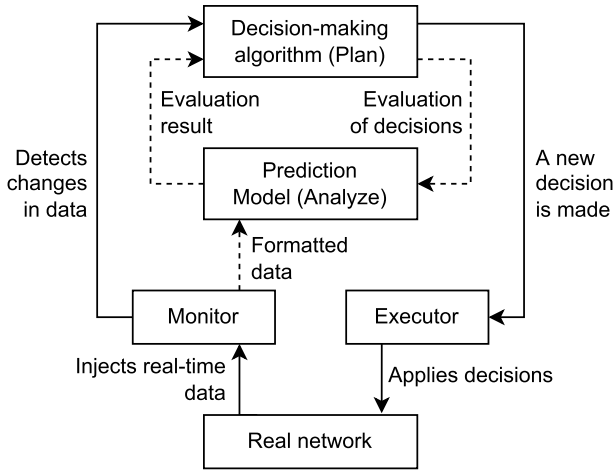 Decision-making
algorithm (Plan)
Evaluation
result
Evaluation
of decisions
Detects
changes
in data
Prediction
Model (Analyze)
A new
decision
is made
Formatted
data
Monitor
Executor
Injects real-time
data
Applies decisions
Real network